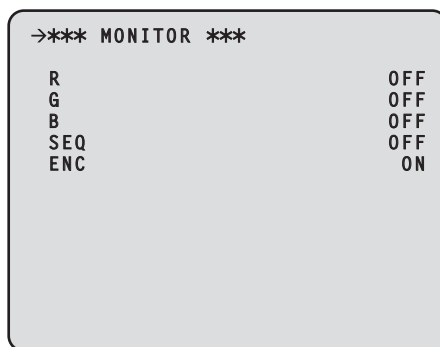 →*** MONITOR ***
R OFF
G OFF
B OFF
SEQ OFF
ENC ON